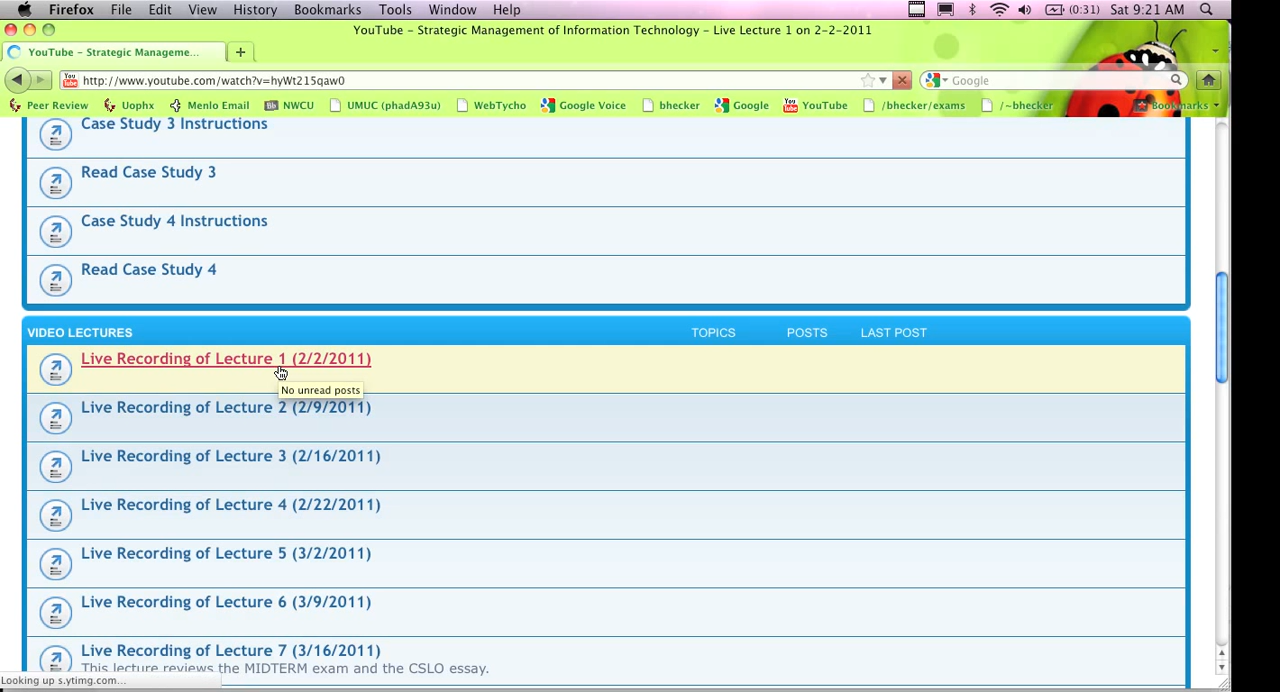 Firefox File Edit View History Bookmarks Tools Window Help (0:31) Sat 9:21 AM
YouTube – Strategic Management of Information Technology – Live Lecture 1 on 2-2-2011
YouTube – Strategic Manageme... +
You Tube http://www.youtube.com/watch?v=hyWt215qaw0 Google
Peer Review Uophx Menlo Email Bb NWCU UMUC (phadA93u) WebTycho Google Voice bhecker Google You Tube YouTube /bhecker/exams /~bhecker Bookmarks
Case Study 3 Instructions
Read Case Study 3
Case Study 4 Instructions
Read Case Study 4
VIDEO LECTURES TOPICS POSTS LAST POST
Live Recording of Lecture 1 (2/2/2011)
No unread posts
Live Recording of Lecture 2 (2/9/2011)
Live Recording of Lecture 3 (2/16/2011)
Live Recording of Lecture 4 (2/22/2011)
Live Recording of Lecture 5 (3/2/2011)
Live Recording of Lecture 6 (3/9/2011)
Live Recording of Lecture 7 (3/16/2011)
This lecture reviews the MIDTERM exam and the CSLO essay.
Looking up s.ytimg.com...